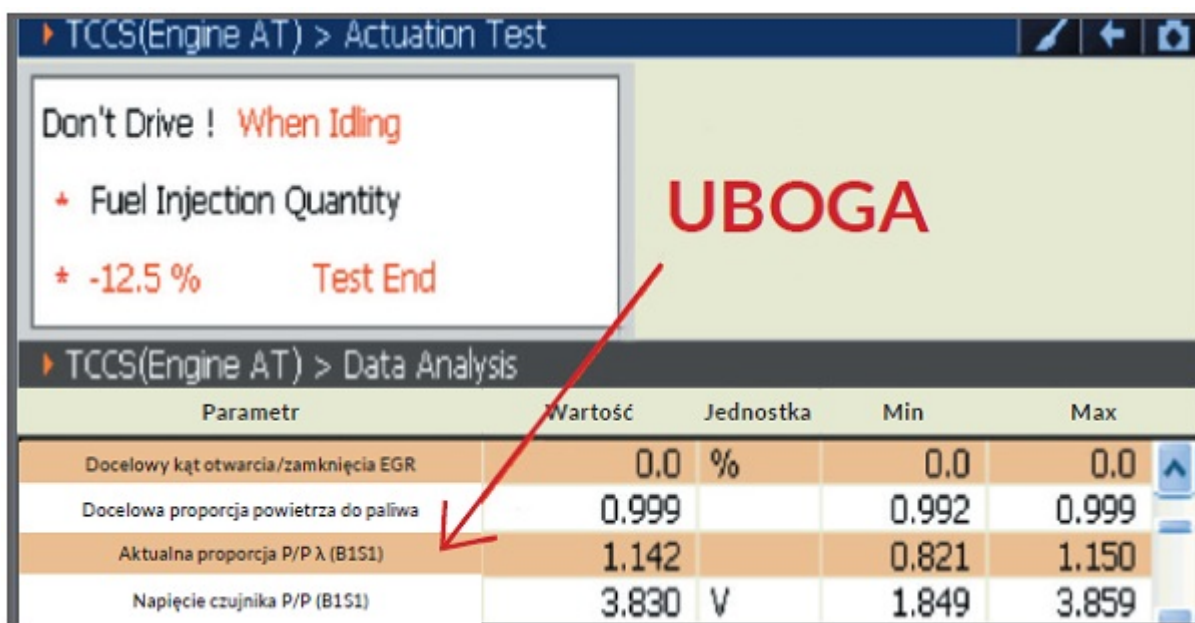 TCCS(Engine AT) > Actuation Test
Don't Drive ! When Idling
* Fuel Injection Quantity
* -12.5 % Test End
UBOGA
TCCS(Engine AT) > Data Analysis
Parametr Wartość Jednostka Min Max
Docelowy kąt otwarcia/zamknięcia EGR 0.0 % 0.0 0.0
Docelowa proporcja powietrza do paliwa 0.999 0.992 0.999
Aktualna proporcja P/P λ (B1S1) 1.142 0.821 1.150
Napięcie czujnika P/P (B1S1) 3.830 V 1.849 3.859